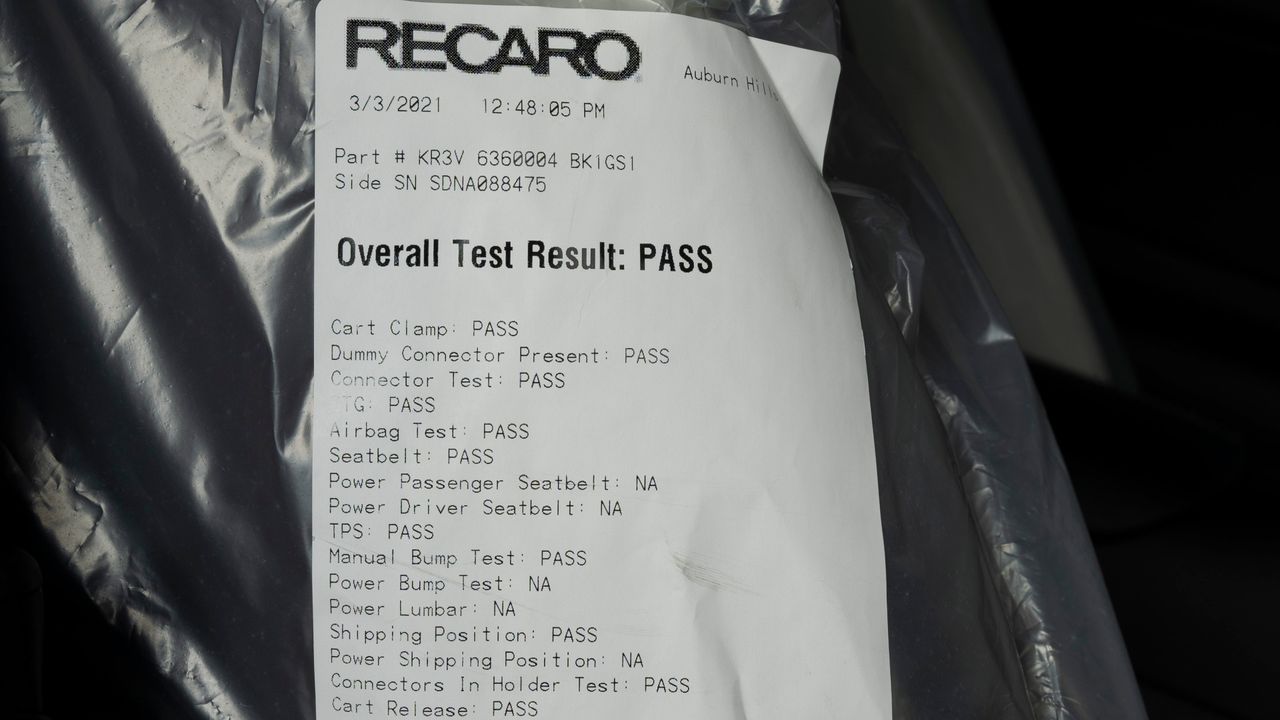 RECARO
Auburn Hills
3/3/2021 12:48:05 PM
Part # KR3V 6360004 BK1GS1
Side SN SDNA088475
Overall Test Result: PASS
Cart Clamp: PASS
Dummy Connector Present: PASS
Connector Test: PASS
PASS
Airbag Test: PASS
Seatbelt: PASS
Power Passenger Seatbelt: NA
Power Driver Seatbelt: NA
TPS: PASS
Manual Bump Test: PASS
Power Bump Test: NA
Power Lumbar: NA
Shipping Position: PASS
Power Shipping Position: NA
Connectors In Holder Test: PASS
Cart Release: PASS